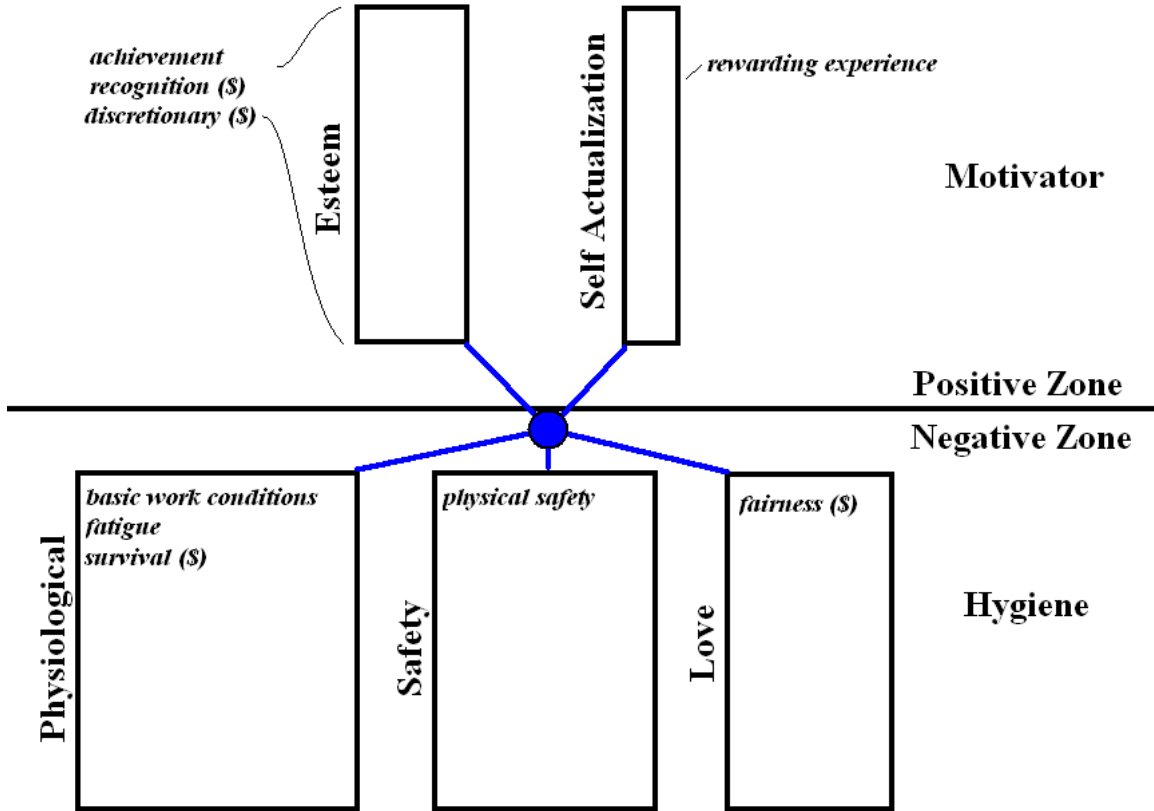 achievement
recognition ($)
discretionary ($)
Esteem
Self Actualization
rewarding experience
Motivator
Positive Zone
Negative Zone
Physiological
basic work conditions
fatigue
survival ($)
Safety
physical safety
Love
fairness ($)
Hygiene